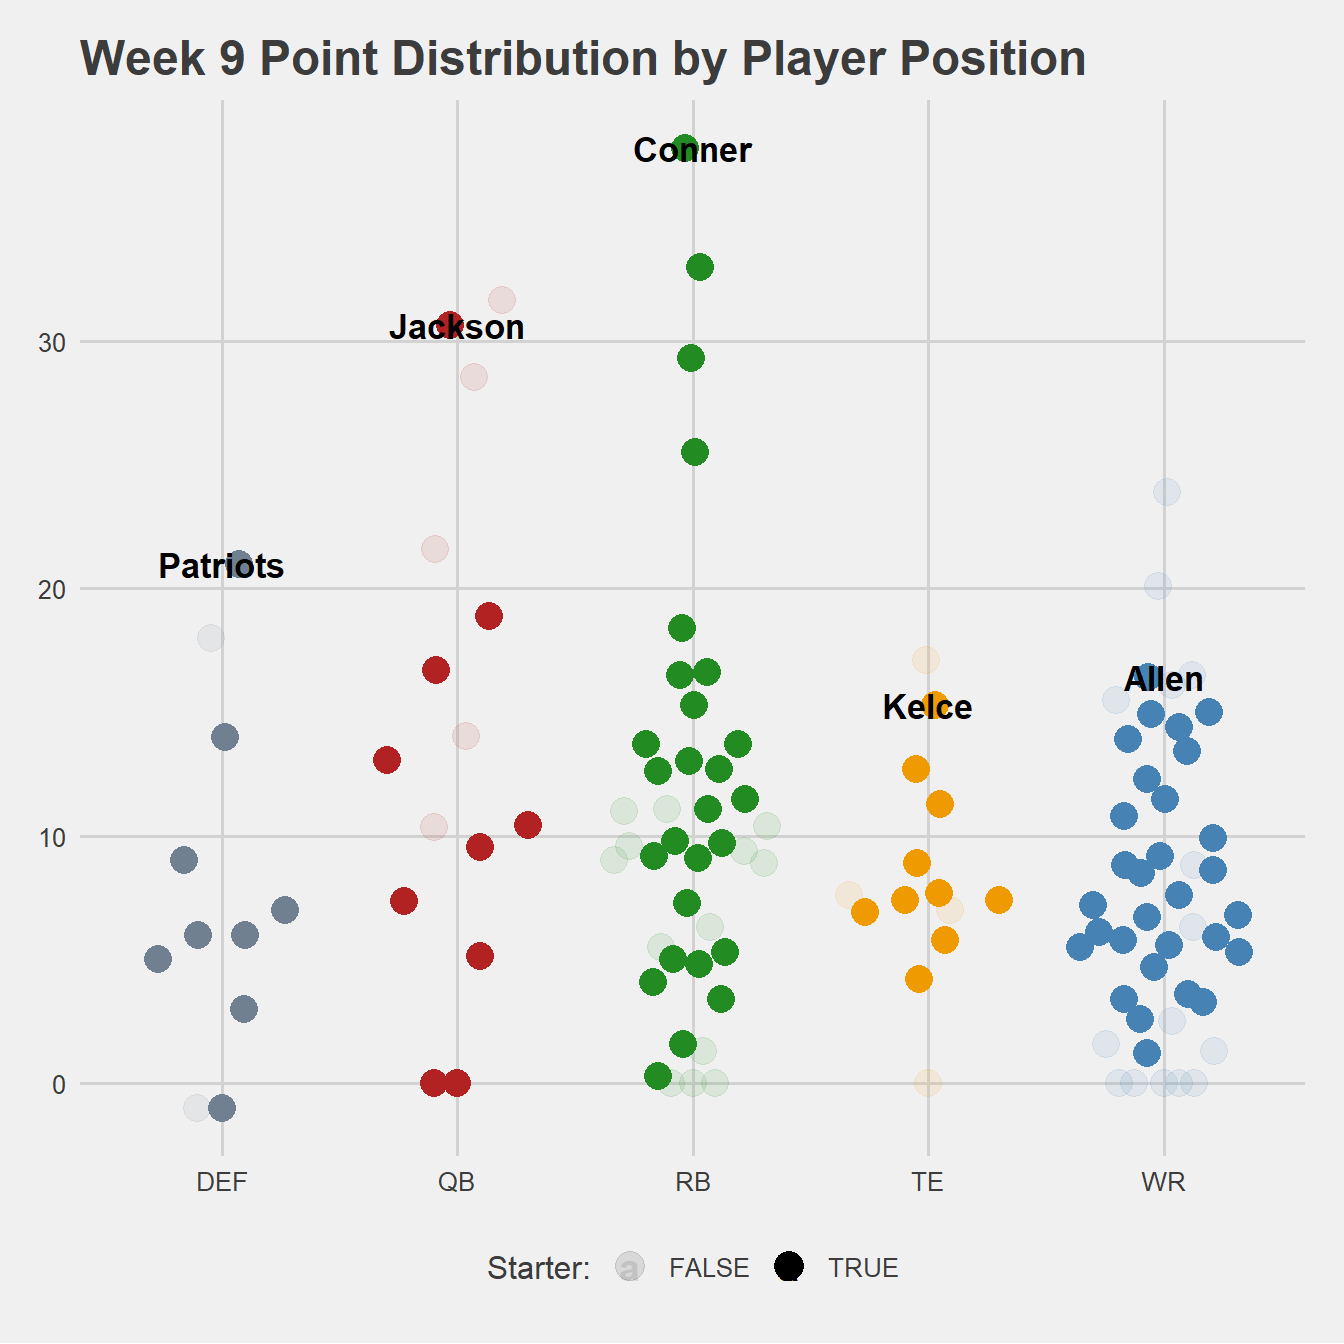 Week 9 Point Distribution by Player Position
Conner
Jackson
30
Patriots
20
Allen
Kelce
10
0
DEF QB RB TE WR
Starter: a FALSE a TRUE